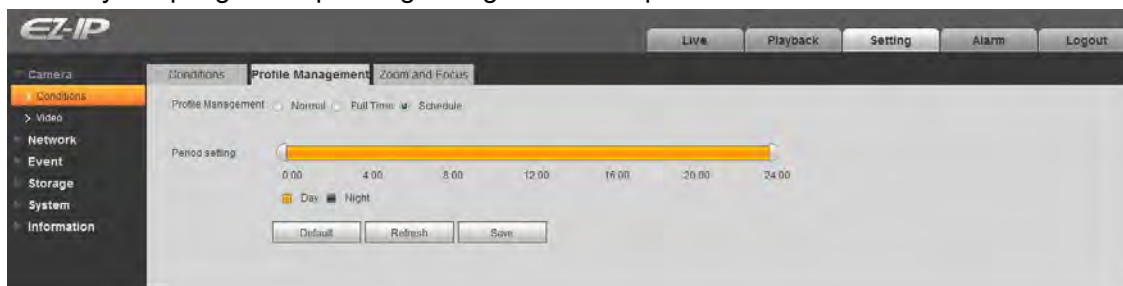 EZ-IP
Live Playback Setting Alarm Logout
Camera
Conditions
> Video
Network
Event
Storage
System
Information
Conditions Profile Management Zoom and Focus
Profile Management Normal Full Time Schedule
Period setting
0:00 4:00 8:00 12:00 16:00 20:00 24:00
Day Night
Default Refresh Save